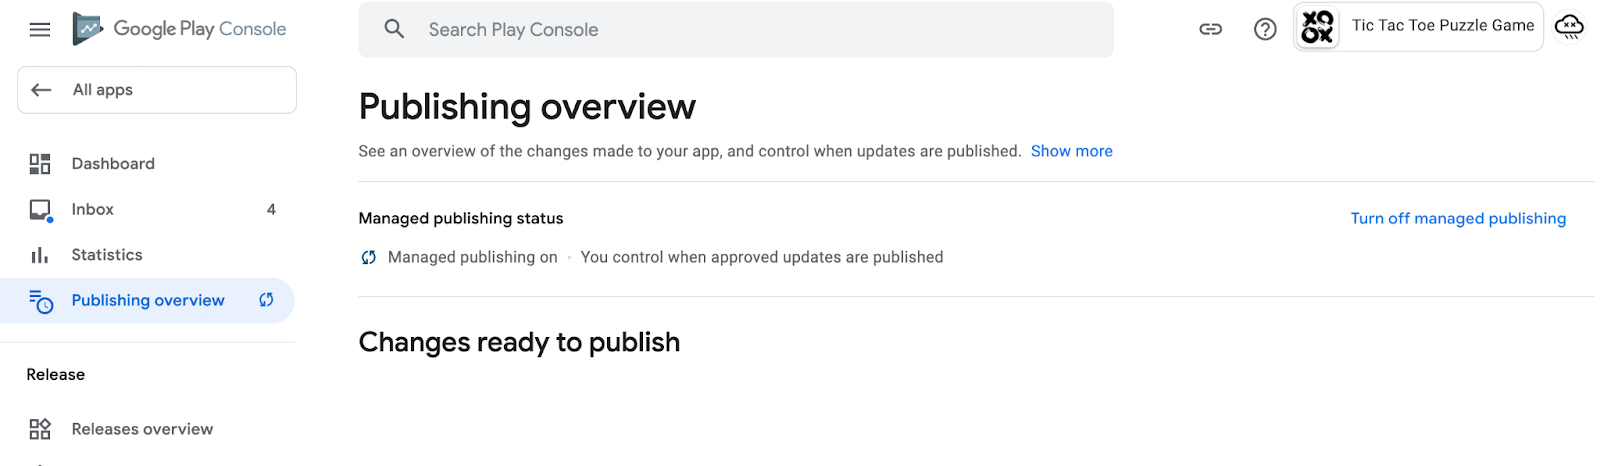 Google Play Console
Search Play Console
Tic Tac Toe Puzzle Game
All apps
Dashboard
Inbox 4
Statistics
Publishing overview
Release
Releases overview
Publishing overview
See an overview of the changes made to your app, and control when updates are published. Show more
Managed publishing status
Turn off managed publishing
Managed publishing on • You control when approved updates are published
Changes ready to publish